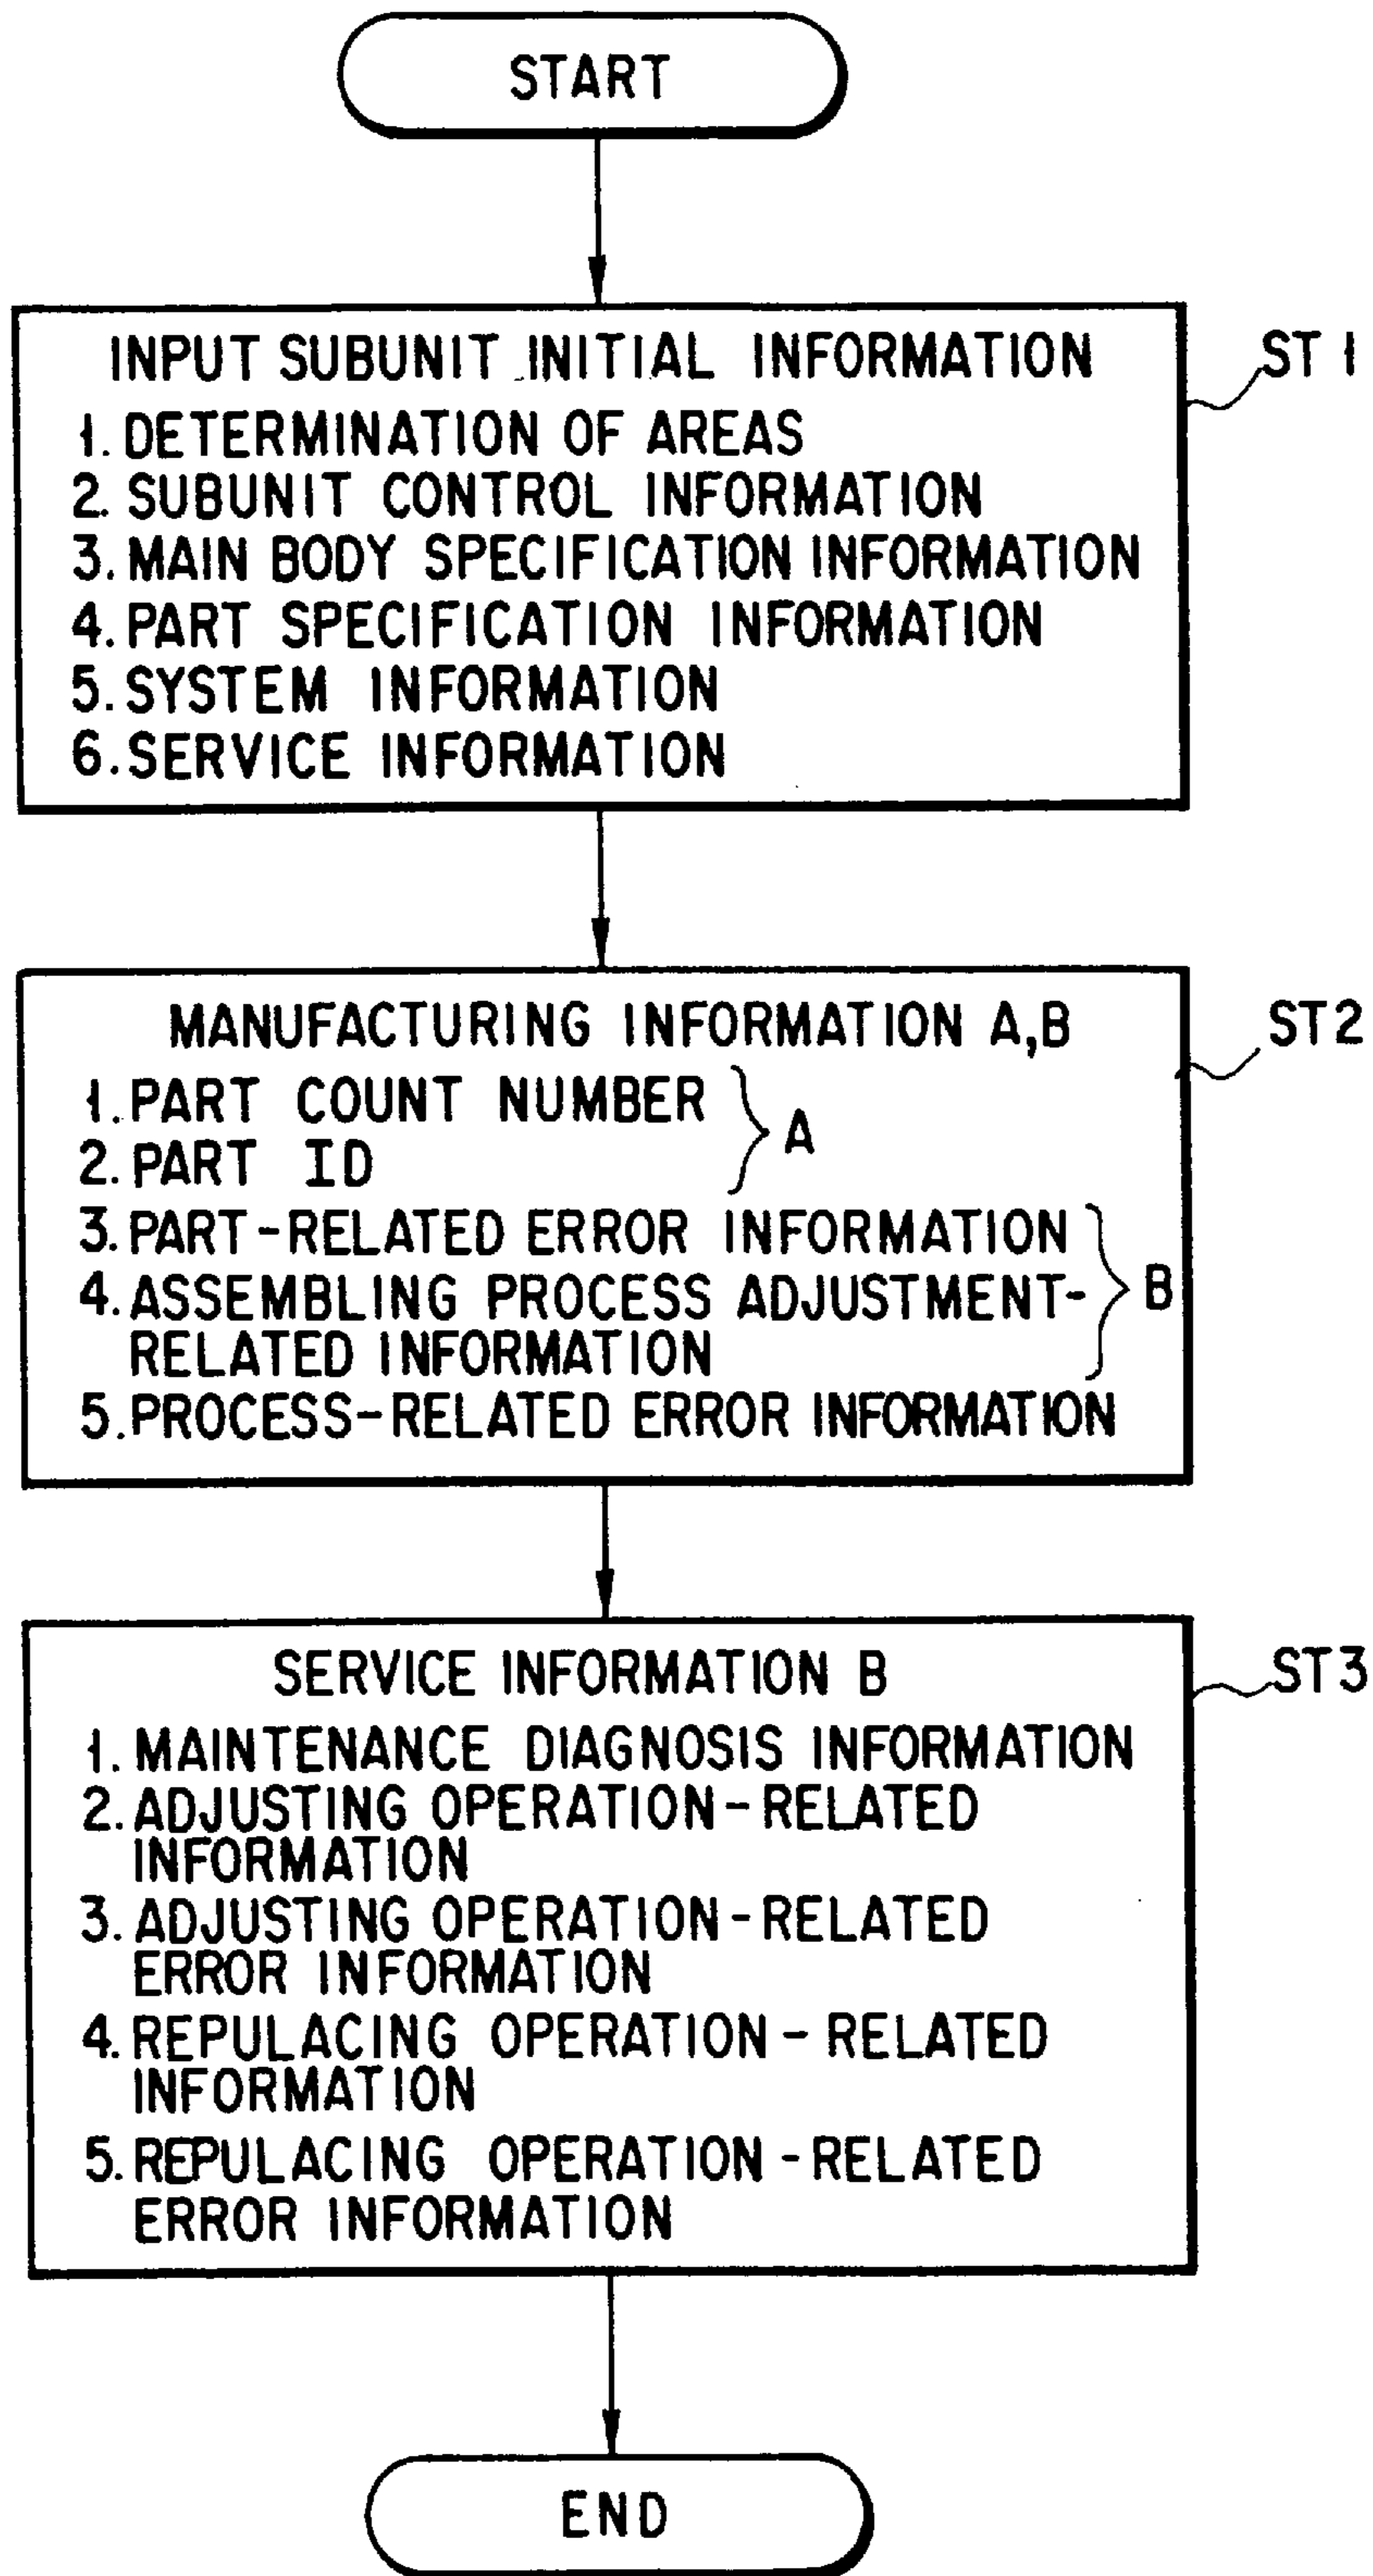 START
INPUT SUBUNIT INITIAL INFORMATION
ST 1
1. DETERMINATION OF AREAS
2. SUBUNIT CONTROL INFORMATION
3. MAIN BODY SPECIFICATION INFORMATION
4. PART SPECIFICATION INFORMATION
5. SYSTEM INFORMATION
6. SERVICE INFORMATION
MANUFACTURING INFORMATION A,B
ST2
1. PART COUNT NUMBER
2. PART ID
A
3. PART-RELATED ERROR INFORMATION
4. ASSEMBLING PROCESS ADJUSTMENT-
RELATED INFORMATION
B
5. PROCESS-RELATED ERROR INFORMATION
SERVICE INFORMATION B
ST3
1. MAINTENANCE DIAGNOSIS INFORMATION
2. ADJUSTING OPERATION-RELATED
INFORMATION
3. ADJUSTING OPERATION-RELATED
ERROR INFORMATION
4. REPULACING OPERATION-RELATED
INFORMATION
5. REPULACING OPERATION-RELATED
ERROR INFORMATION
END